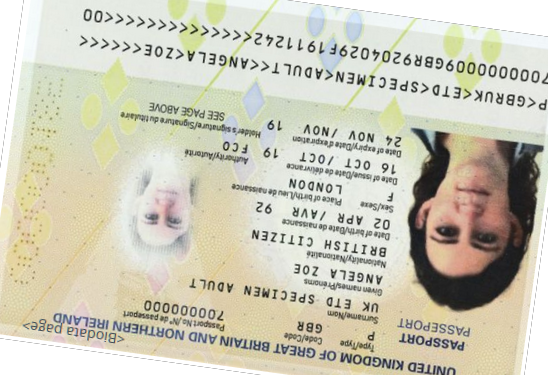 <Biodata page>
UNITED KINGDOM OF GREAT BRITAIN AND NORTHERN IRELAND
PASSPORT
PASSEPORT
Type/Type Code/Code Passport No./No de passeport
P GBR 700000000
Surname/Nom
UK ETD SPECIMEN ADULT
Given names/Prénoms
ANGELA ZOE
Nationality/Nationalité
BRITISH CITIZEN
Date of birth/Date de naissance
02 APR /AVR 92
Sex/Sexe Place of birth/Lieu de naissance
F LONDON
Date of issue/Date de délivrance Authority/Autorité
16 OCT /OCT 19 FCO
Date of expiry/Date d'expiration Holder's signature/Signature du titulaire
24 NOV /NOV 19 SEE PAGE ABOVE
P<GBRUK<ETD<SPECIMEN<ADULT<<ANGELA<ZOE<<<<<
7000000009GBR9204029F1911242<<<<<<<<<<<<<<00